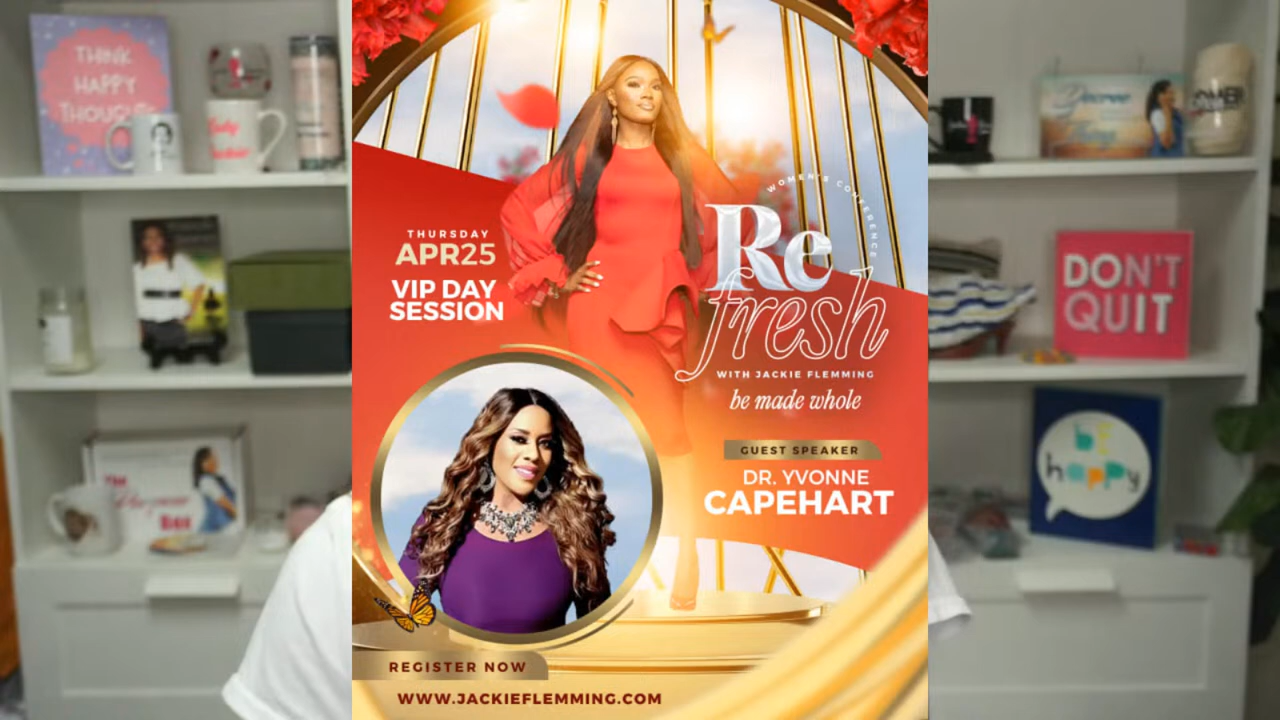 THINK
HAPPY
THOUGHTS
THURSDAY
APR25
VIP DAY
SESSION
WOMEN'S CONFERENCE
Re
fresh
WITH JACKIE FLEMMING
be made whole
GUEST SPEAKER
DR. YVONNE
CAPEHART
REGISTER NOW
WWW.JACKIEFLEMMING.COM
DON'T
QUIT
be
happy